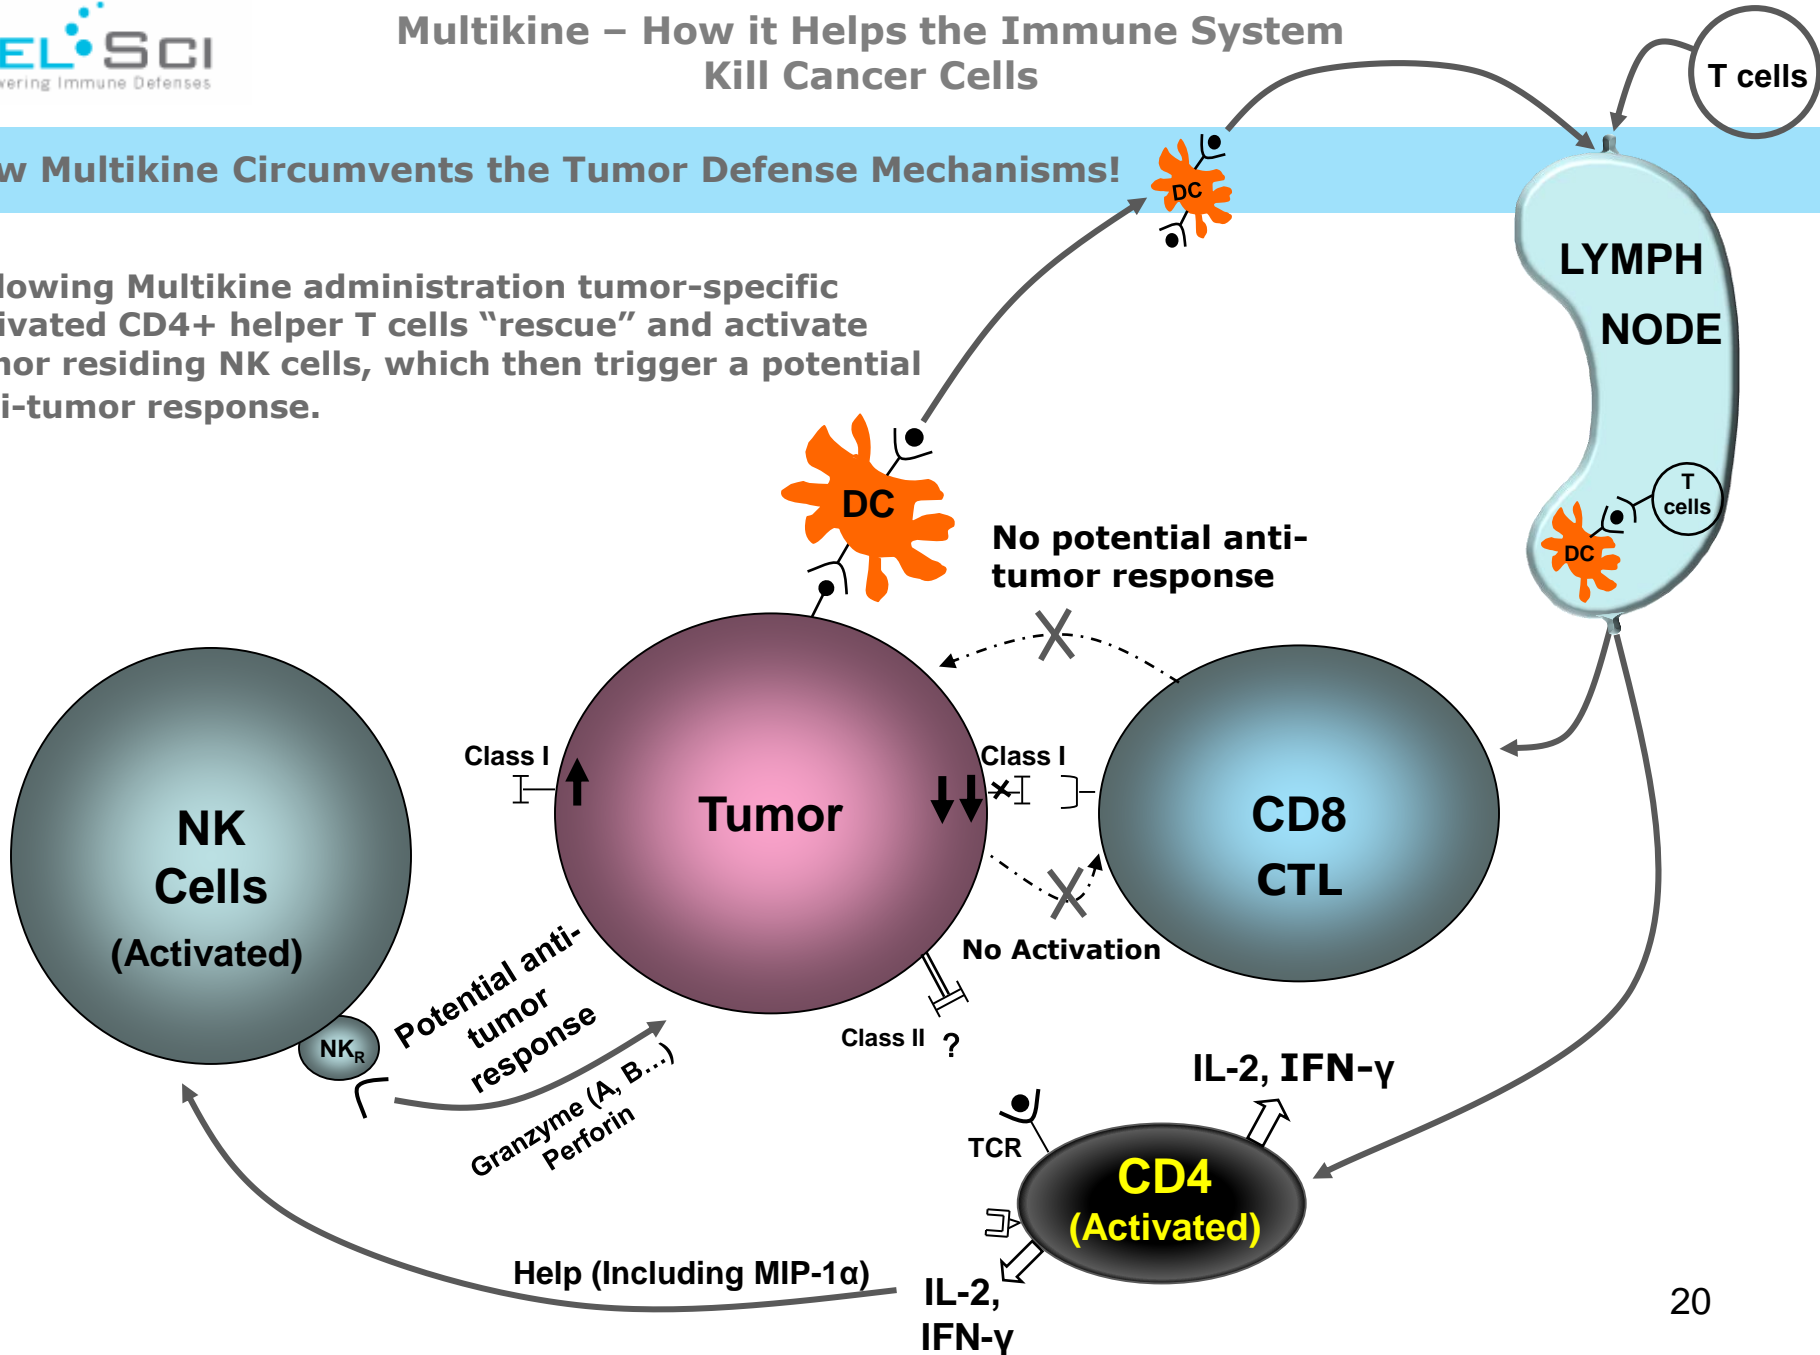 EL SCI
vering Immune Defenses
Multikine – How it Helps the Immune System
Kill Cancer Cells
T cells
w Multikine Circumvents the Tumor Defense Mechanisms!
DC
LYMPH
NODE
lowing Multikine administration tumor-specific
ivated CD4+ helper T cells “rescue” and activate
mor residing NK cells, which then trigger a potential
i-tumor response.
DC
T
cells
DC
No potential anti-
tumor response
Class I
Class I
Tumor
NK
Cells
(Activated)
CD8
CTL
No Activation
Potential anti-
tumor
response
NKR
Granzyme (A, B...)
Perforin
Class II ?
IL-2, IFN-γ
TCR
CD4
(Activated)
Help (Including MIP-1α)
IL-2,
IFN-γ
20